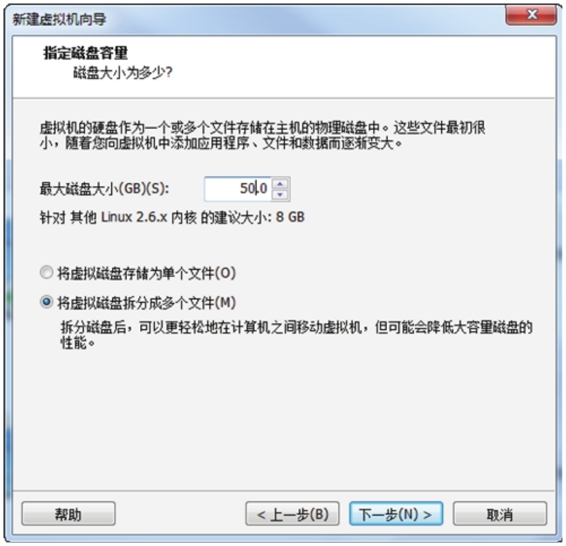 新建虚拟机向导
指定磁盘容量
磁盘大小为多少?
虚拟机的硬盘作为一个或多个文件存储在主机的物理磁盘中。这些文件最初很
小，随着您向虚拟机中添加应用程序、文件和数据而逐渐变大。
最大磁盘大小(GB)(S): 50.0
针对 其他 Linux 2.6.x 内核 的建议大小: 8 GB
将虚拟磁盘存储为单个文件(O)
将虚拟磁盘拆分成多个文件(M)
拆分磁盘后，可以更轻松地在计算机之间移动虚拟机，但可能会降低大容量磁盘的
性能。
帮助 < 上一步(B) 下一步(N) > 取消